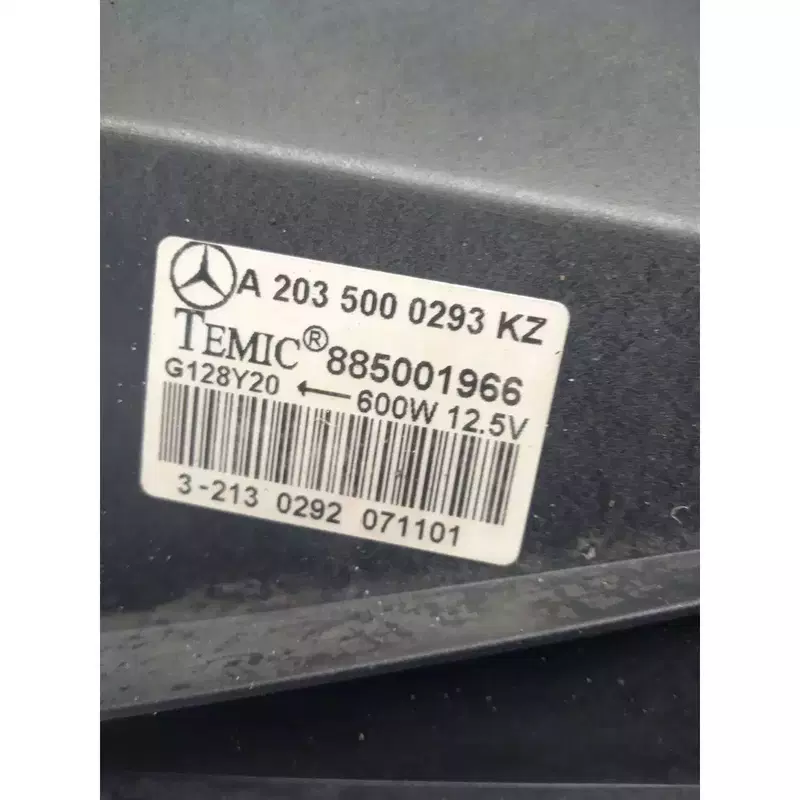 A 203 500 0293 KZ
TEMIC® 885001966
G128Y20 ← 600W 12.5V
3-213 0292 071101